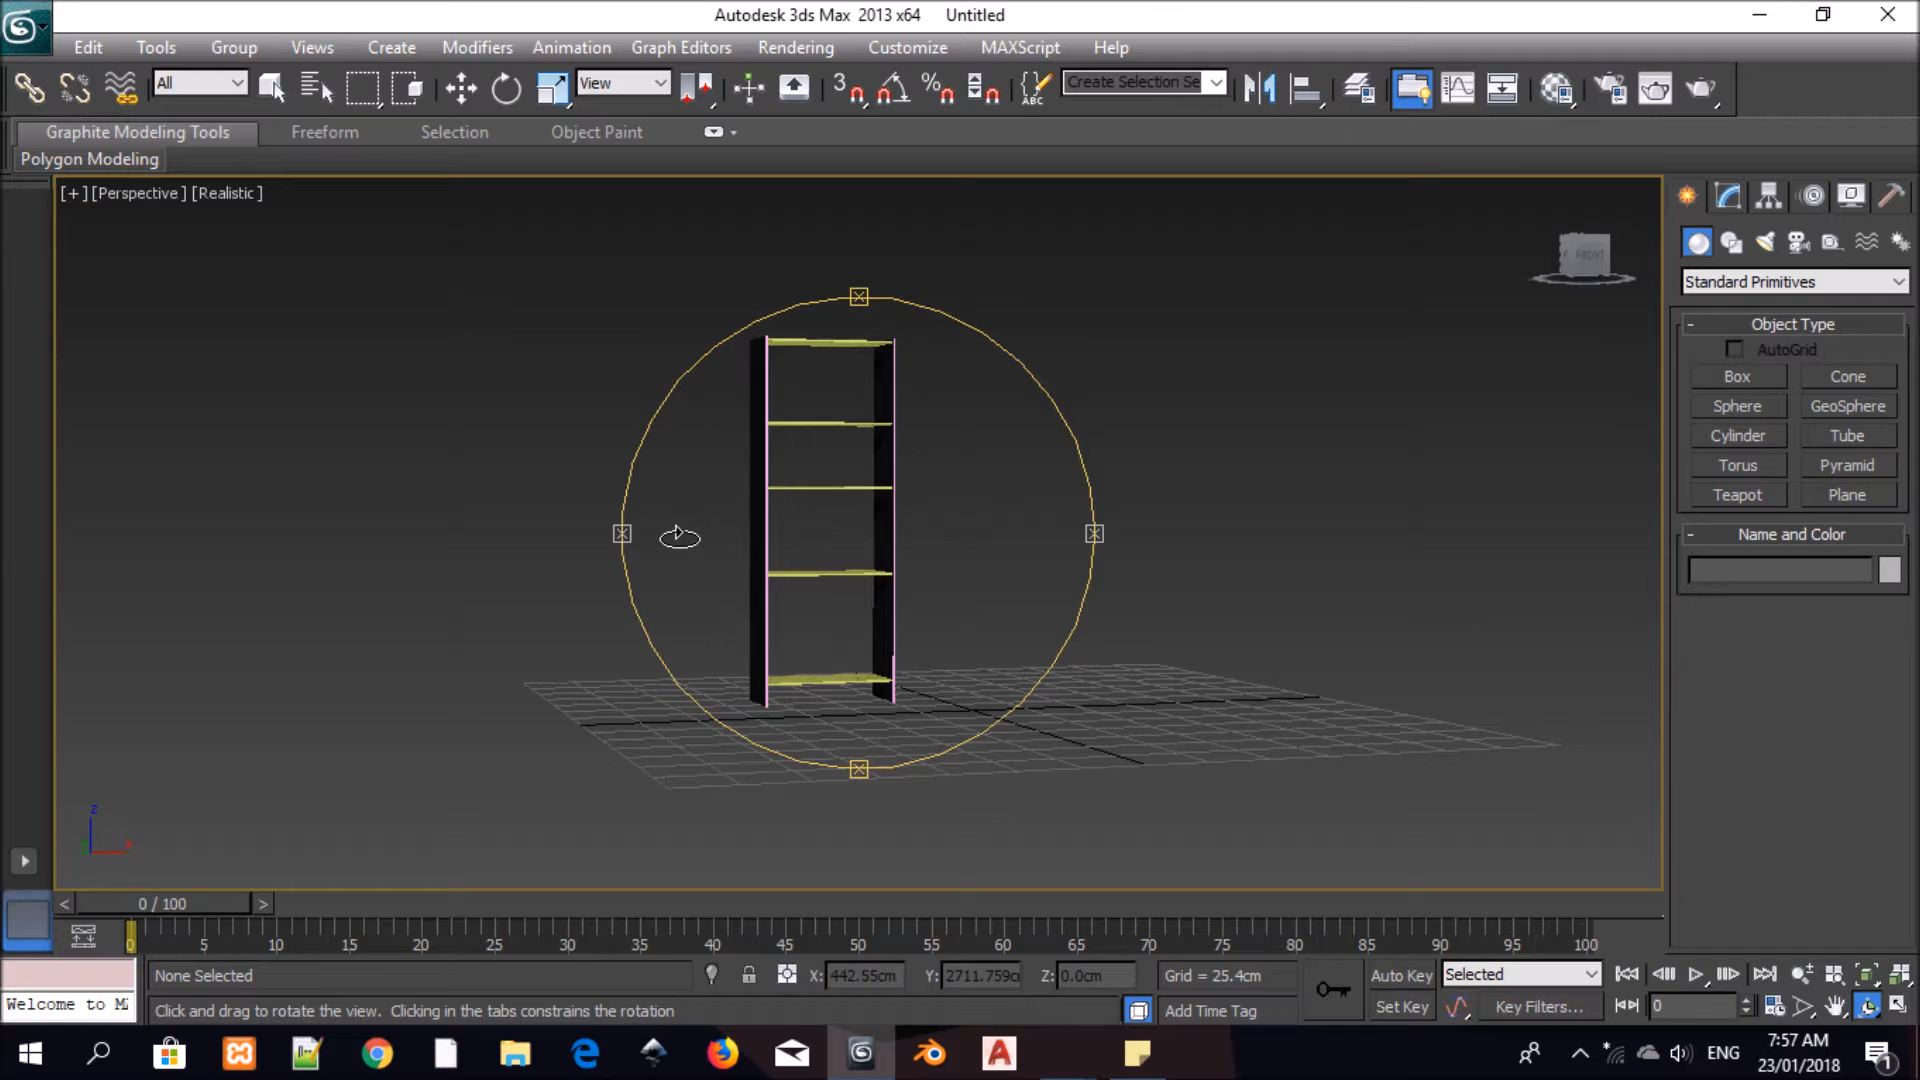 Autodesk 3ds Max 2013 x64 Untitled
Edit Tools Group Views Create Modifiers Animation Graph Editors Rendering Customize MAXScript Help
All View Create Selection Se
Graphite Modeling Tools Freeform Selection Object Paint
Polygon Modeling
[+] [Perspective] [Realistic]
FRONT
Standard Primitives
- Object Type
AutoGrid
Box Cone
Sphere GeoSphere
Cylinder Tube
Torus Pyramid
Teapot Plane
- Name and Color
z
x
< 0 / 100 >
0 5 10 15 20 25 30 35 40 45 50 55 60 65 70 75 80 85 90 95 100
None Selected X: 442.55cm Y: 2711.759c Z: 0.0cm Grid = 25.4cm Auto Key Selected
Welcome to M Click and drag to rotate the view. Clicking in the tabs constrains the rotation Add Time Tag Set Key Key Filters... 0
ENG 7:57 AM
23/01/2018
1